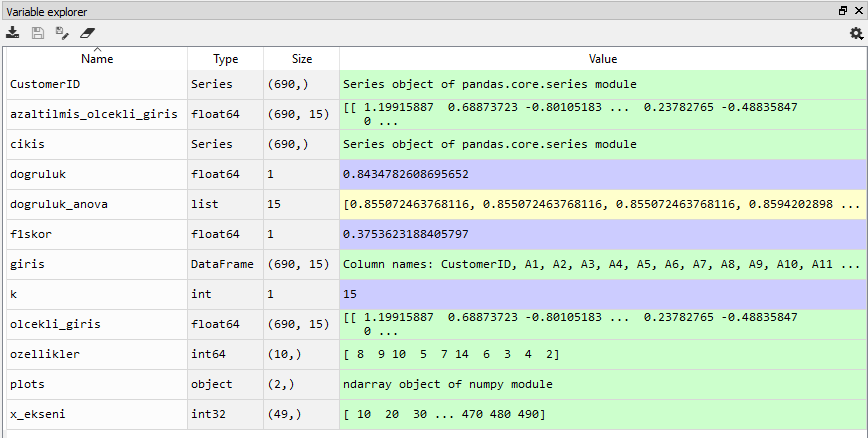 Variable explorer
Name Type Size Value
CustomerID Series (690,) Series object of pandas.core.series module
azaltilmis_olcekli_giris float64 (690, 15) [[ 1.19915887 0.68873723 -0.80105183 ... 0.23782765 -0.48835847
0 ...
cikis Series (690,) Series object of pandas.core.series module
dogruluk float64 1 0.8434782608695652
dogruluk_anova list 15 [0.855072463768116, 0.855072463768116, 0.855072463768116, 0.8594202898 ...
f1skor float64 1 0.3753623188405797
giris DataFrame (690, 15) Column names: CustomerID, A1, A2, A3, A4, A5, A6, A7, A8, A9, A10, A11 ...
k int 1 15
olcekli_giris float64 (690, 15) [[ 1.19915887 0.68873723 -0.80105183 ... 0.23782765 -0.48835847
0 ...
ozellikler int64 (10,) [ 8 9 10 5 7 14 6 3 4 2]
plots object (2,) ndarray object of numpy module
x_ekseni int32 (49,) [ 10 20 30 ... 470 480 490]